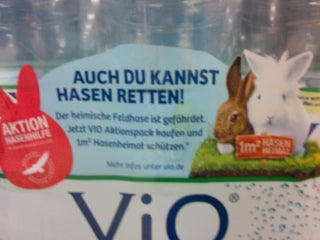 AUCH DU KANNST
HASEN RETTEN!
Der heimische Feldhase ist gefährdet.
Jetzt VIO Aktionspack kaufen und
1m² Hasenheimat schützen.*
Mehr Infos unter vio.de
AKTION
HASENHILFE
1m² HASEN
HEIMAT
ViO®